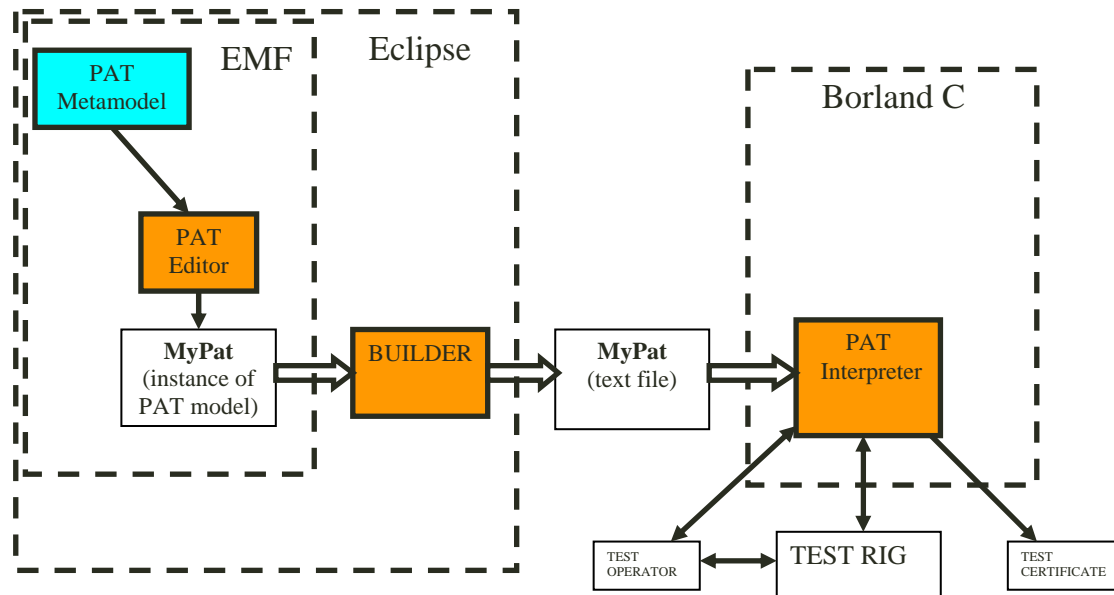 EMF
Eclipse
PAT
Metamodel
Borland C
PAT
Editor
MyPat
(instance of
PAT model)
BUILDER
MyPat
(text file)
PAT
Interpreter
TEST
OPERATOR
TEST RIG
TEST
CERTIFICATE